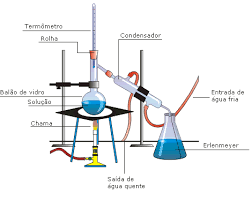 Termômetro
Rolha
Condensador
Balão de vidro
Solução
Chama
Entrada de
água fria
Erlenmeyer
Saída de
água quente